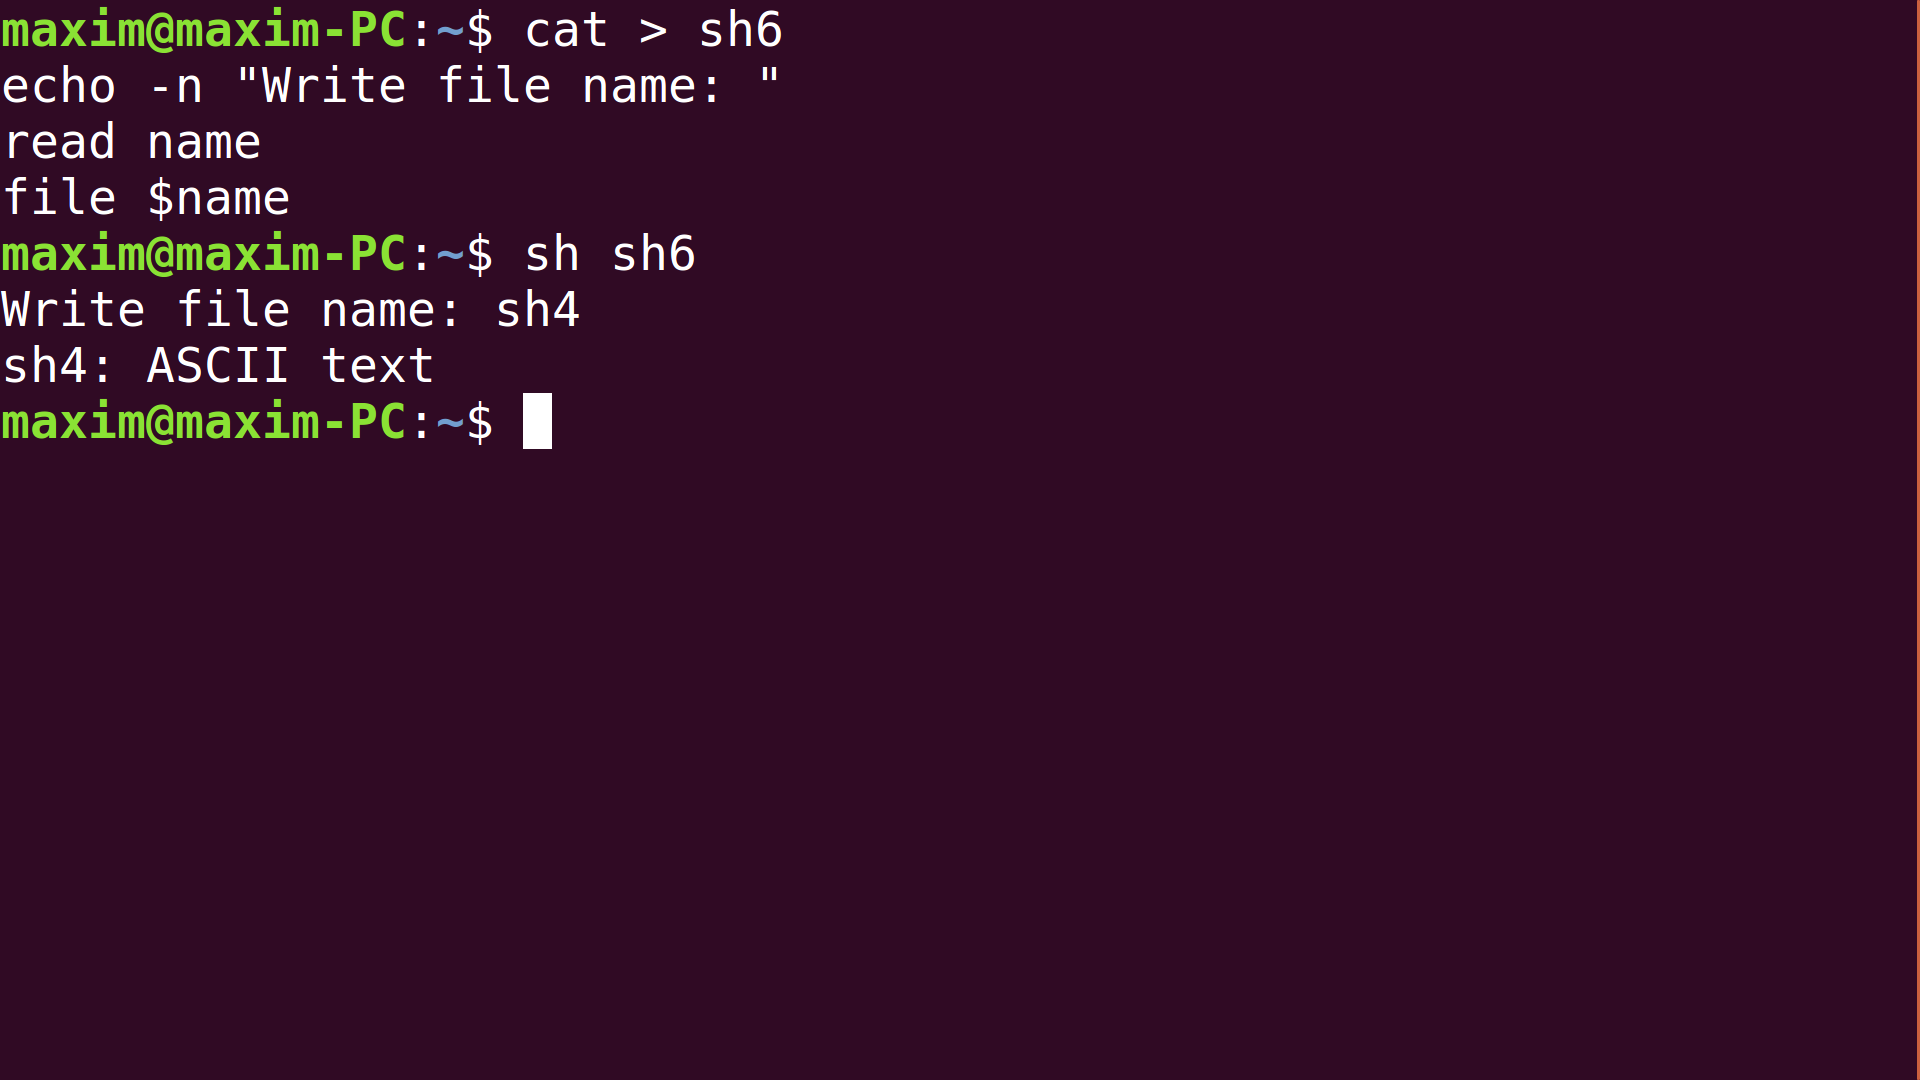 maxim@maxim-PC:~$ cat > sh6
echo -n "Write file name: "
read name
file $name
maxim@maxim-PC:~$ sh sh6
Write file name: sh4
sh4: ASCII text
maxim@maxim-PC:~$